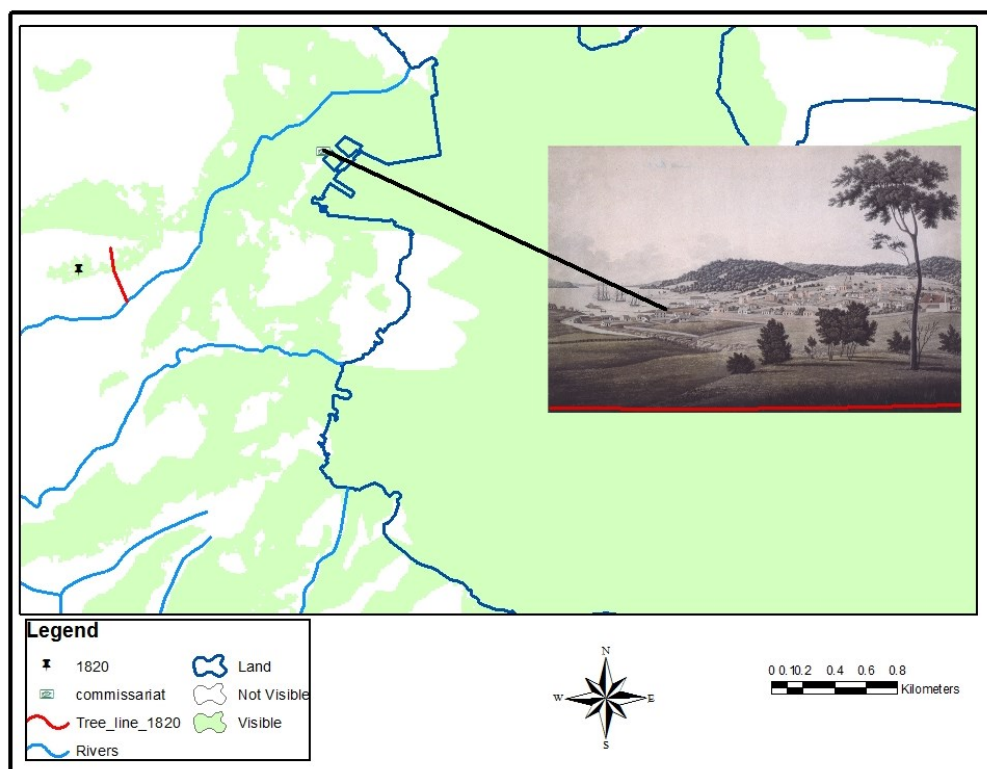 Legend
1820
commissariat
Tree_line_1820
Rivers
Land
Not Visible
Visible
N
W E
S
0 0.10.2 0.4 0.6 0.8
Kilometers